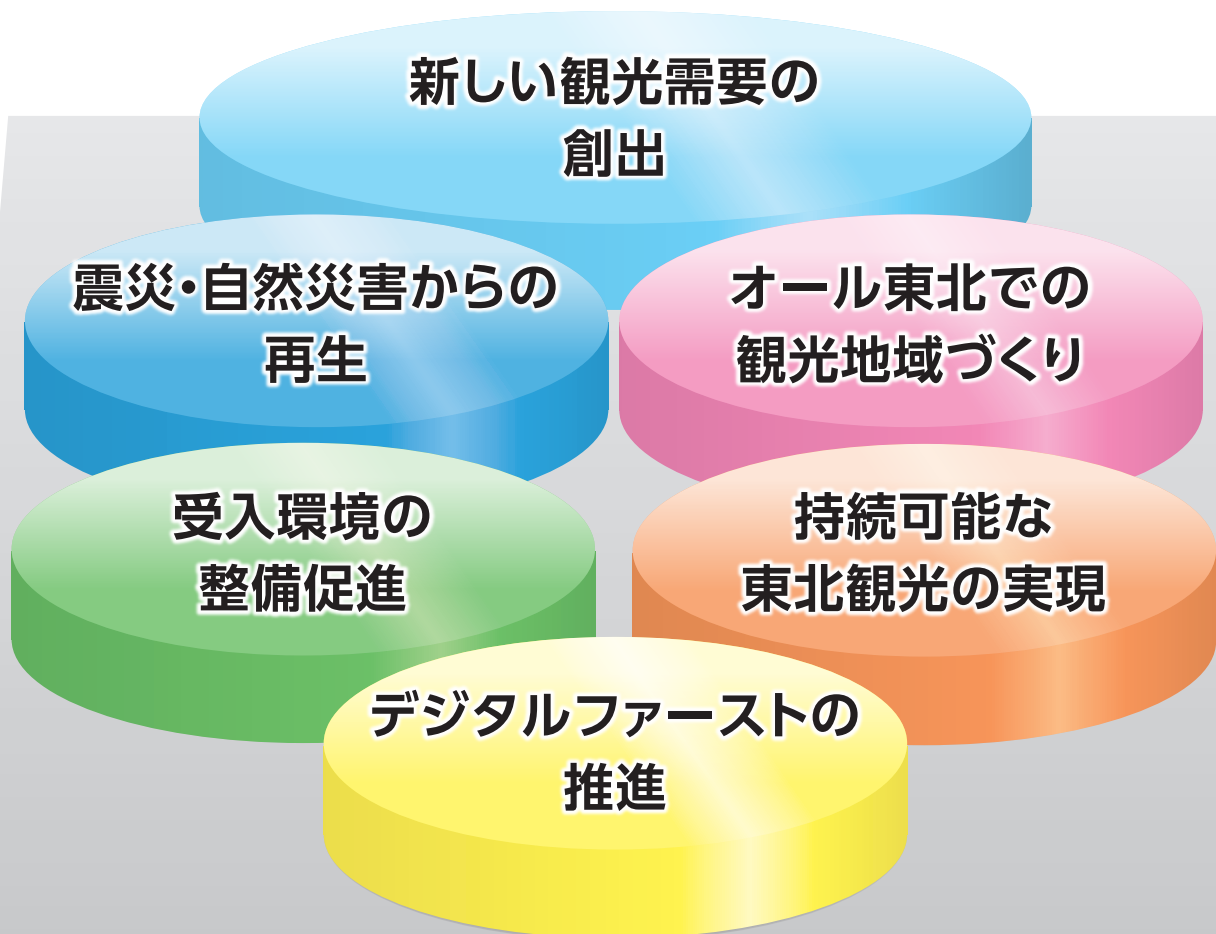 新しい観光需要の
創出
震災・自然災害からの
再生
オール東北での
観光地域づくり
受入環境の
整備促進
持続可能な
東北観光の実現
デジタルファーストの
推進